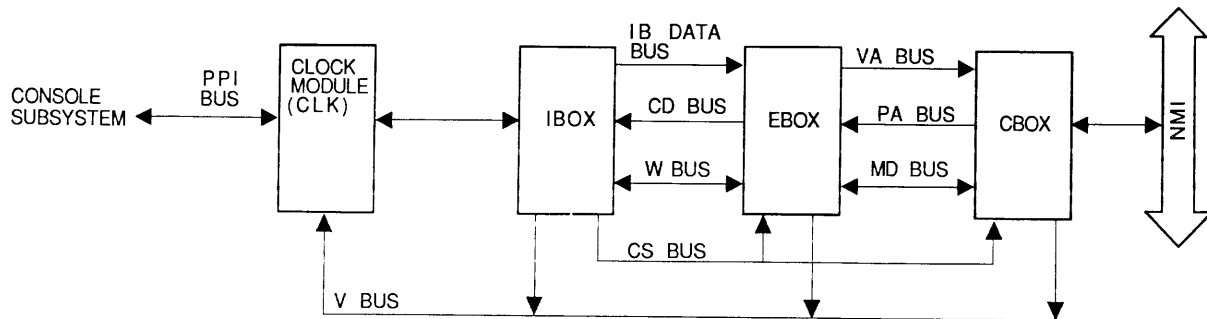 CONSOLE
SUBSYSTEM
PPI
BUS
CLOCK
MODULE
(CLK)
IBOX
IB DATA
BUS
CD BUS
W BUS
EBOX
VA BUS
PA BUS
MD BUS
CBOX
NMI
CS BUS
V BUS